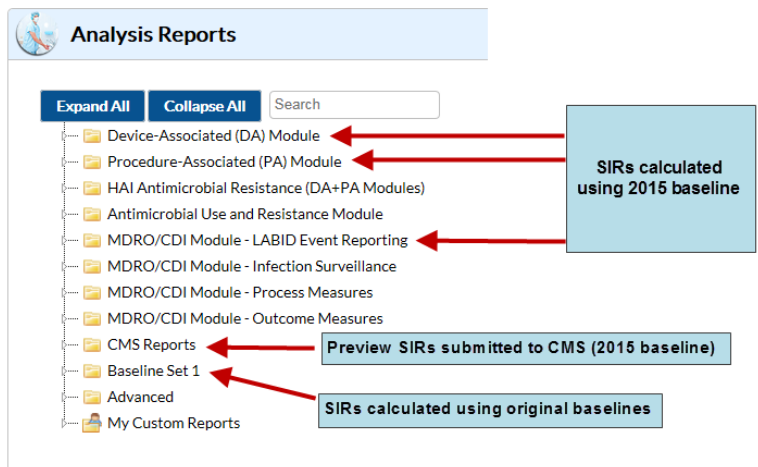 Analysis Reports
Expand All
Collapse All
Search
Device-Associated (DA) Module
Procedure-Associated (PA) Module
HAI Antimicrobial Resistance (DA+PA Modules)
Antimicrobial Use and Resistance Module
MDRO/CDI Module - LABID Event Reporting
MDRO/CDI Module - Infection Surveillance
MDRO/CDI Module - Process Measures
MDRO/CDI Module - Outcome Measures
CMS Reports
Baseline Set 1
Advanced
My Custom Reports
SIRs calculated
using 2015 baseline
Preview SIRs submitted to CMS (2015 baseline)
SIRs calculated using original baselines